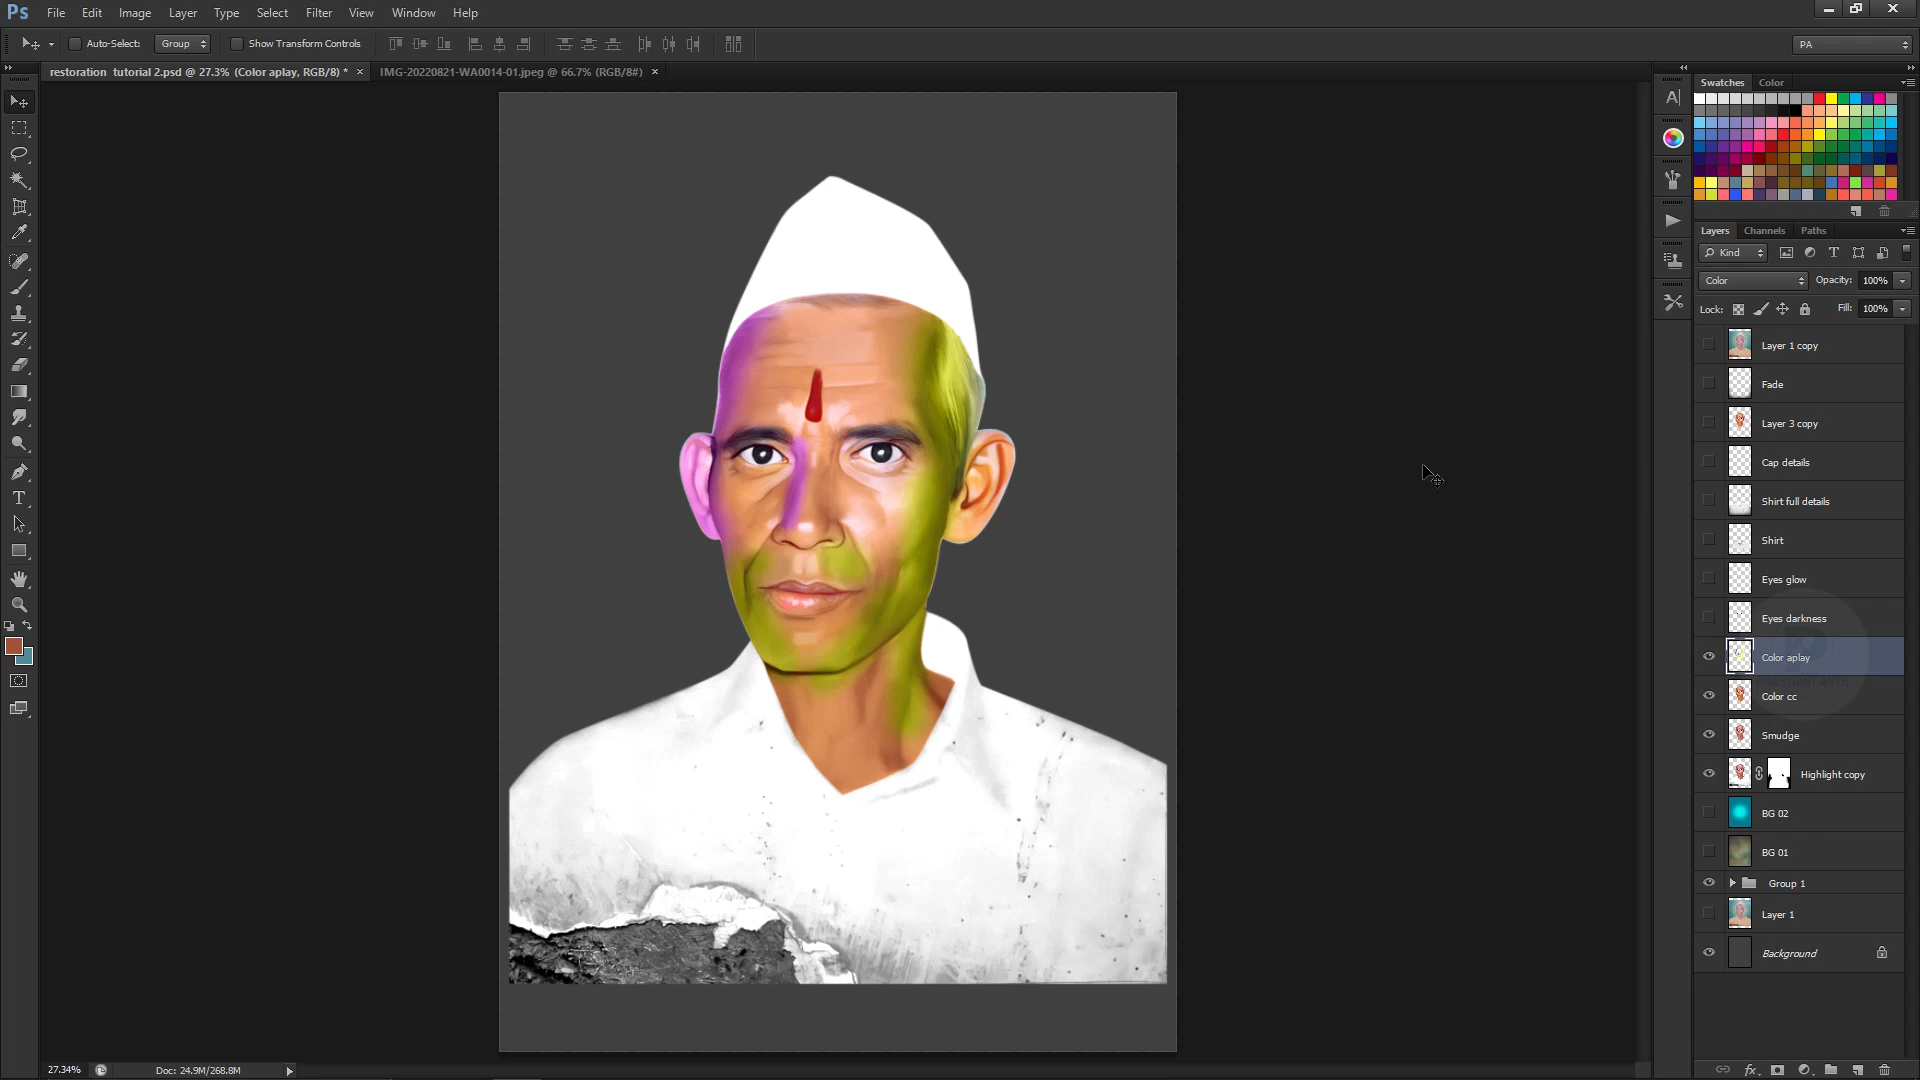 Ps File Edit Image Layer Type Select Filter View Window Help
Auto-Select: Group Show Transform Controls PA
restoration tutorial 2.psd @ 27.3% (Color aplay, RGB/8) * × IMG-20220821-WA0014-01.jpeg @ 66.7% (RGB/8#) ×
Swatches Color
Layers Channels Paths
Kind
Color Opacity: 100%
Lock: Fill: 100%
Layer 1 copy
Fade
Layer 3 copy
Cap details
Shirt full details
Shirt
Eyes glow
Eyes darkness
Color aplay
Color cc
Smudge
Highlight copy
BG 02
BG 01
Group 1
Layer 1
Background
27.34% Doc: 24.9M/268.8M